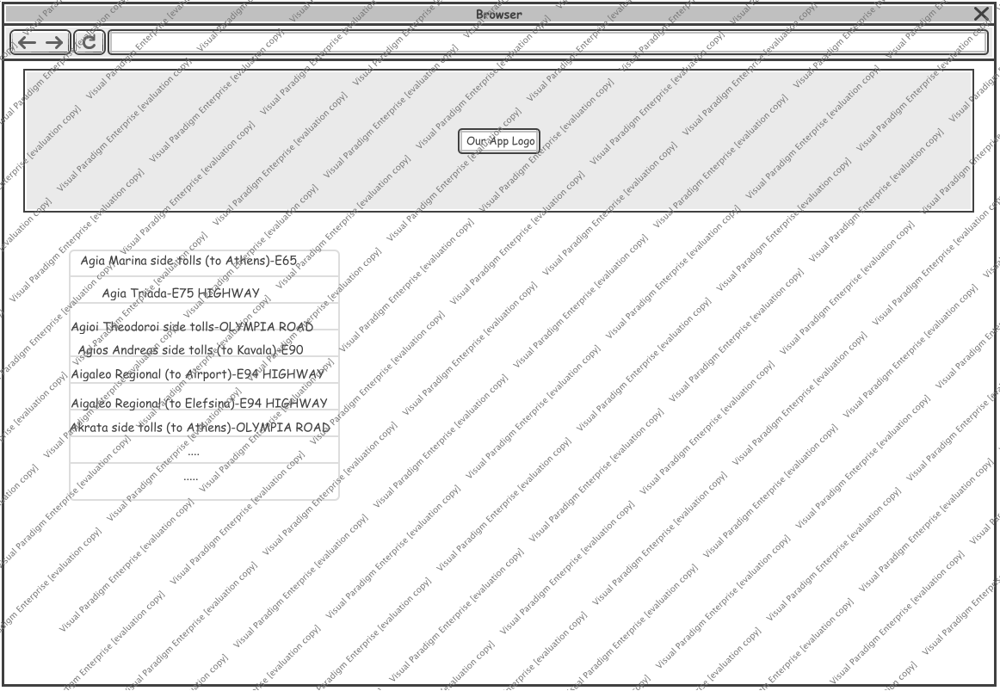 Browser
Our App Logo
Agia Marina side tolls (to Athens)-E65
Agia Triada-E75 HIGHWAY
Agioi Theodoroi side tolls-OLYMPIA ROAD
Agios Andreas side tolls (to Kavala)-E90
Aigaleo Regional (to Airport)-E94 HIGHWAY
Aigaleo Regional (to Elefsina)-E94 HIGHWAY
Akrata side tolls (to Athens)-OLYMPIA ROAD
....
.....
Visual Paradigm Enterprise [evaluation copy]